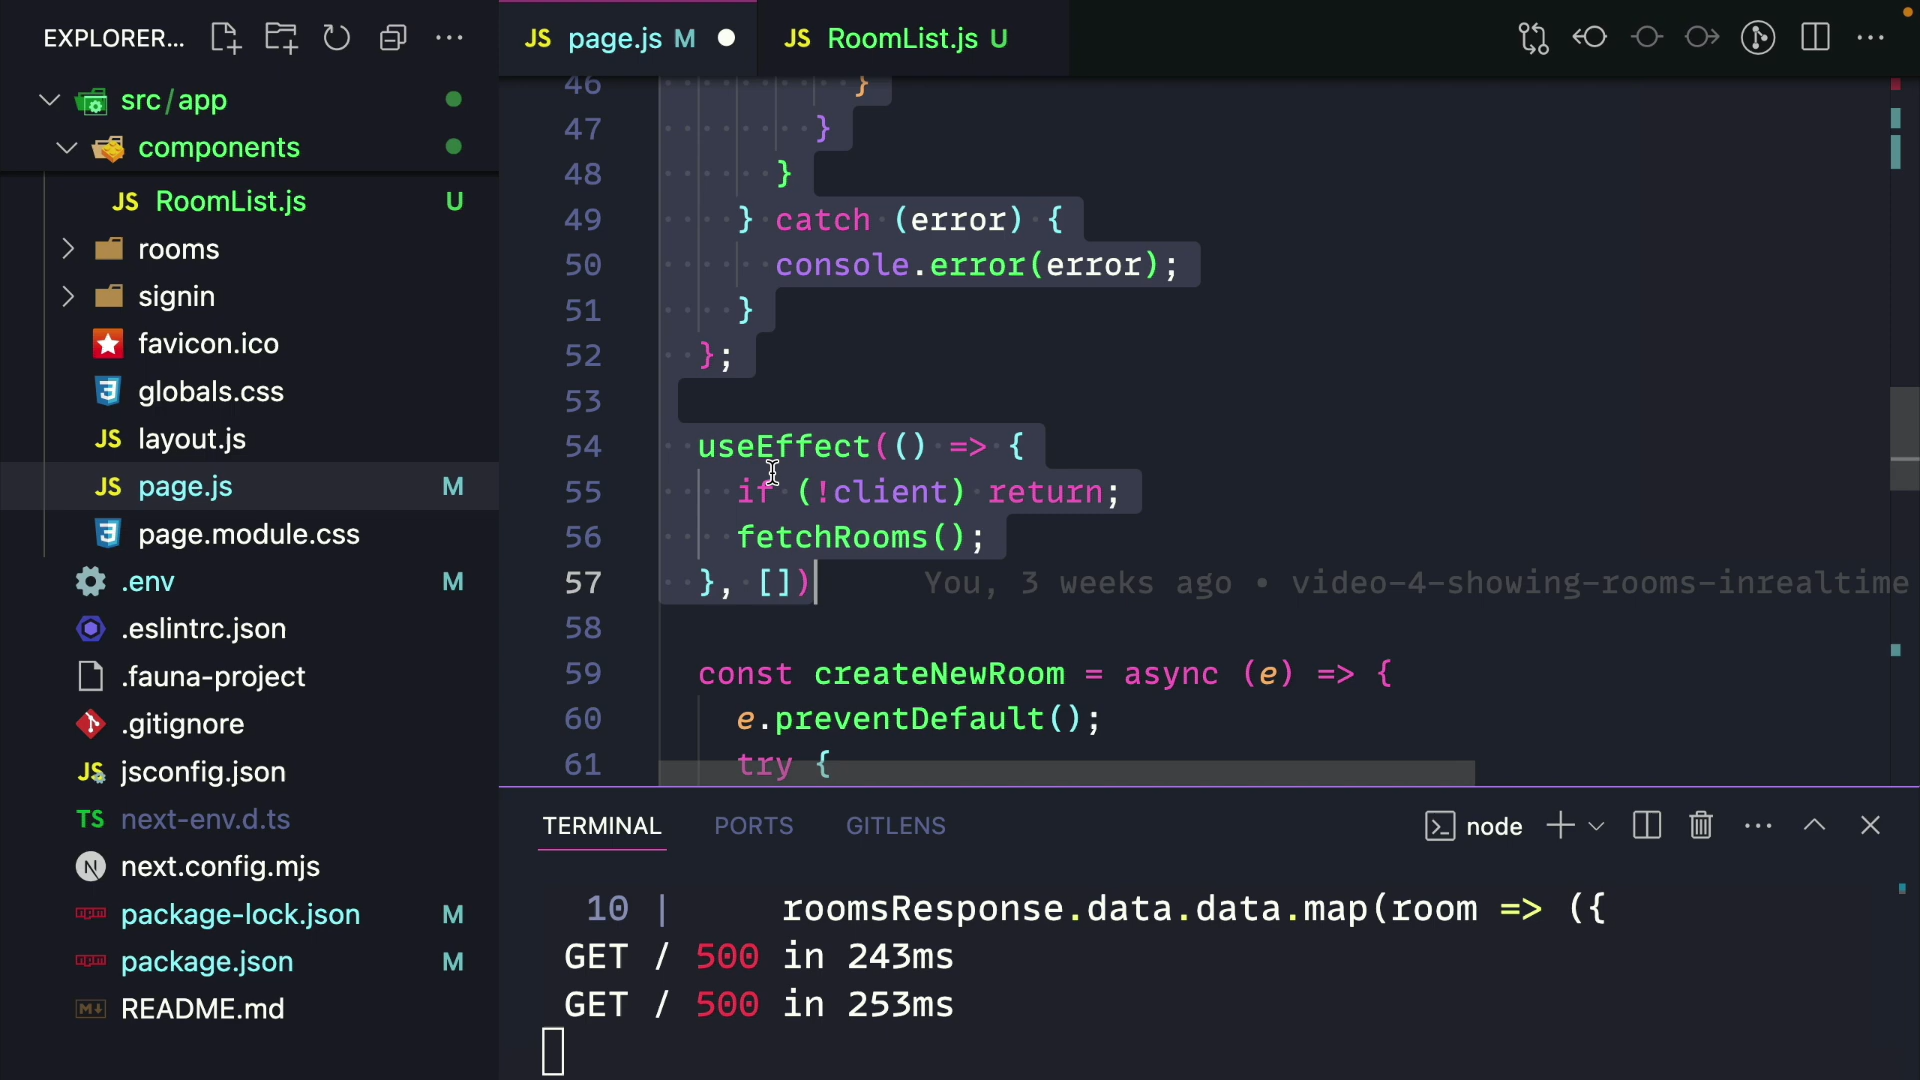 EXPLORER...
src/app
components
JS RoomList.js U
rooms
signin
favicon.ico
globals.css
JS layout.js
JS page.js M
page.module.css
.env M
.eslintrc.json
.fauna-project
.gitignore
JS jsconfig.json
TS next-env.d.ts
N next.config.mjs
package-lock.json M
package.json M
README.md
JS page.js M
JS RoomList.js U
46 }
47 }
48 }
49 } catch (error) {
50 console.error(error);
51 }
52 };
53
54 useEffect(() => {
55 if (!client) return;
56 fetchRooms();
57 }, []) You, 3 weeks ago • video-4-showing-rooms-inrealtime
58
59 const createNewRoom = async (e) => {
60 e.preventDefault();
61 try {
TERMINAL PORTS GITLENS node
10 | roomsResponse.data.data.map(room => ({
GET / 500 in 243ms
GET / 500 in 253ms